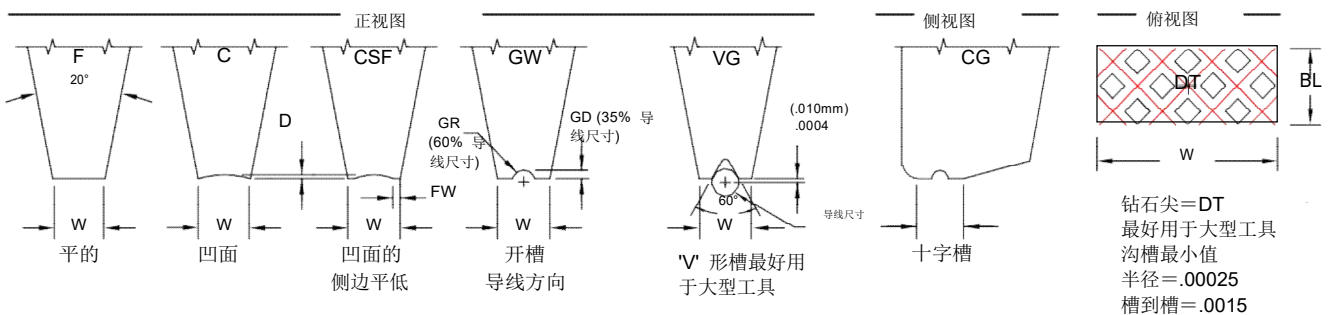 正视图
侧视图
俯视图
F
20°
C
CSF
GW
VG
CG
DT
BL
D
GR
(60% 导
线尺寸)
GD (35% 导
线尺寸)
(.010mm)
.0004
FW
60°
导线尺寸
W
W
W
W
W
W
平的
凹面
凹面的
侧边平低
开槽
导线方向
'V' 形槽最好用
于大型工具
十字槽
钻石尖＝DT
最好用于大型工具
沟槽最小值
半径＝.00025
槽到槽＝.0015